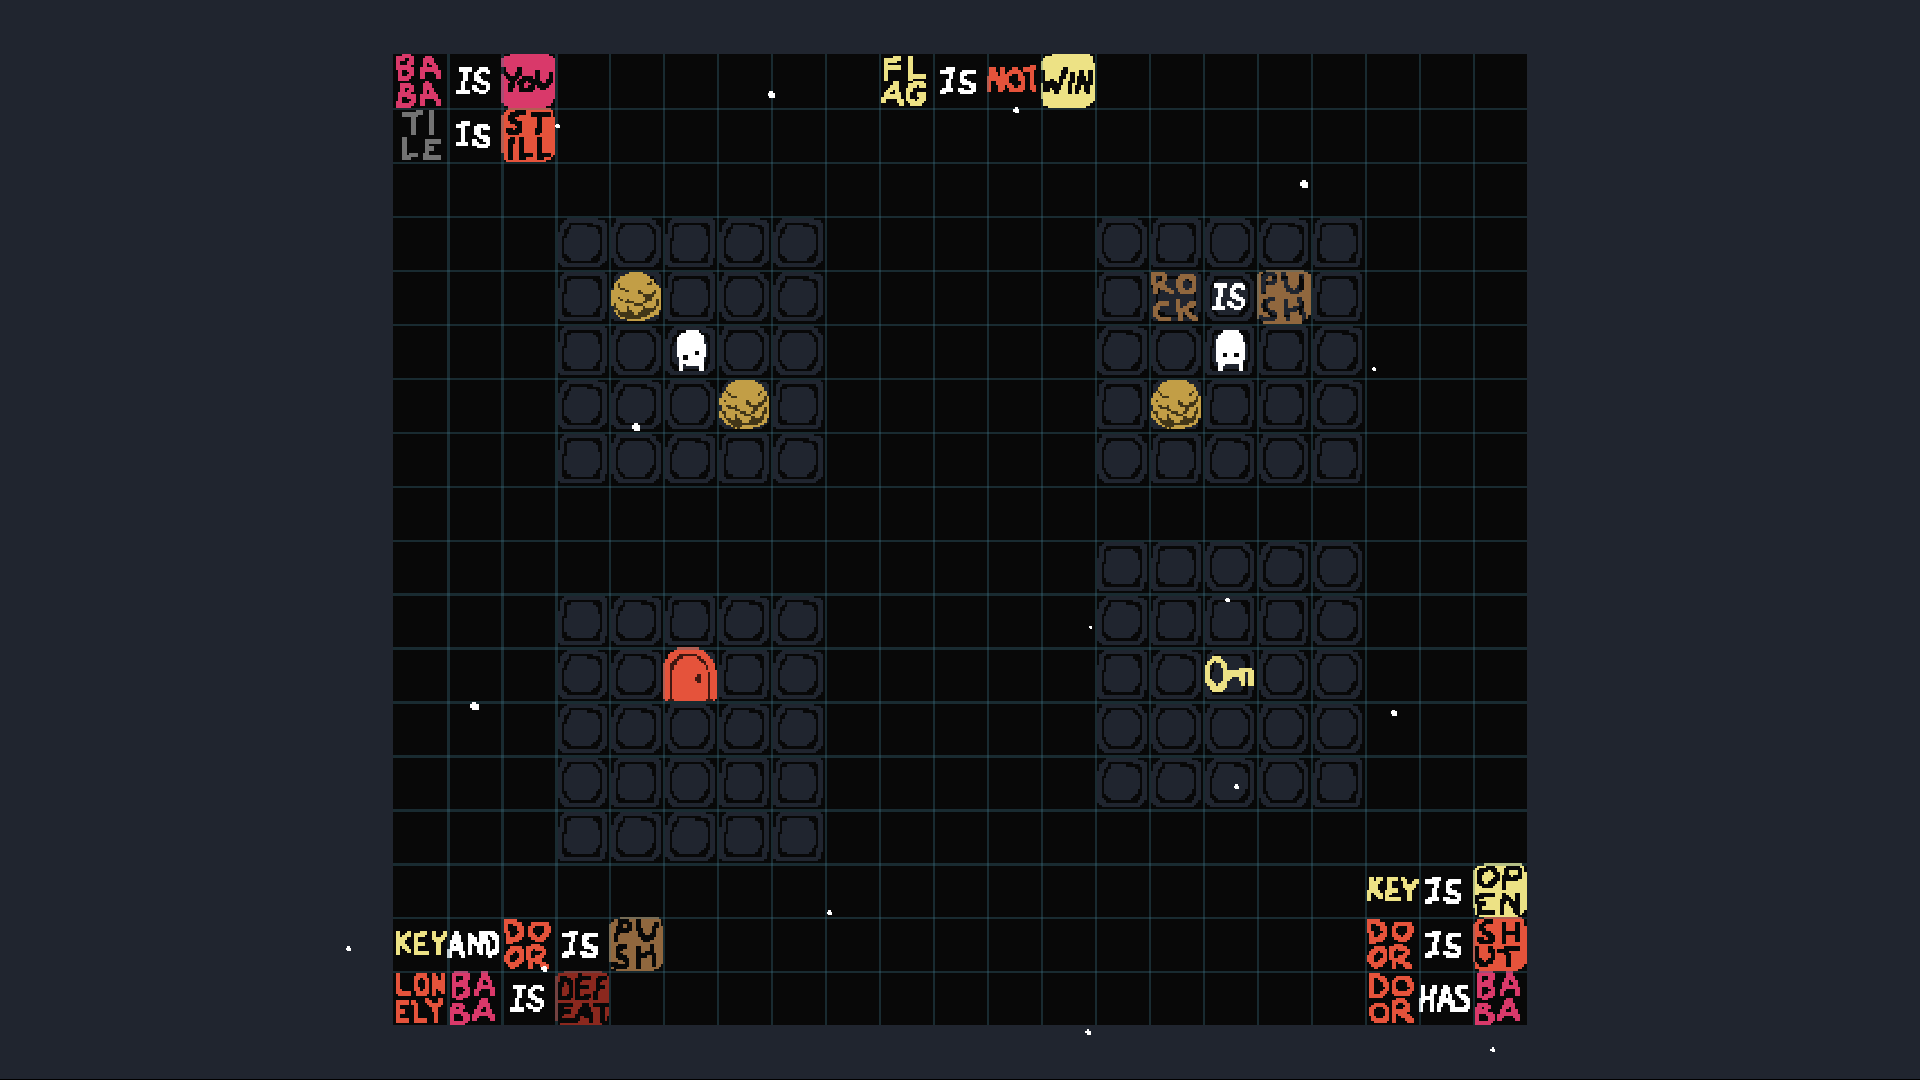 BABA IS YOU FLAG IS NOT WIN
TILE IS STILL
ROCK IS PUSH
KEY IS OPEN
KEY AND DOOR IS PUSH DOOR IS SHUT
LONELY BABA IS DEFEAT DOOR HAS BABA